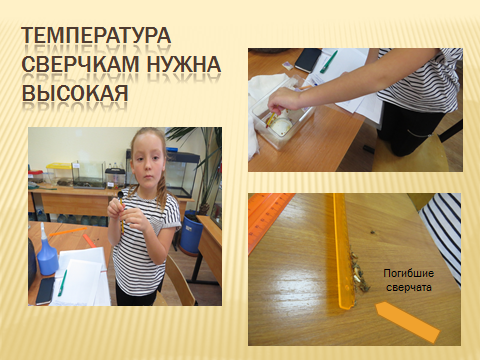 ТЕМПЕРАТУРА
СВЕРЧКАМ НУЖНА
ВЫСОКАЯ
Погибшие
сверчата